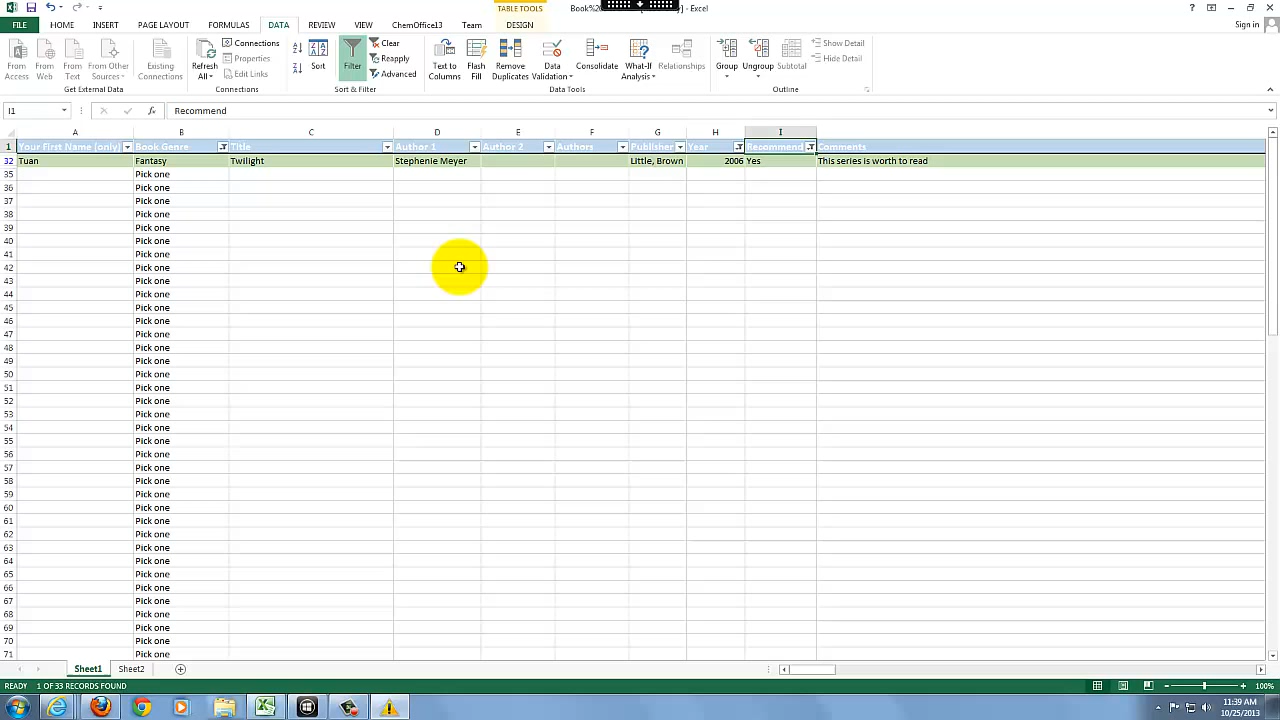 TABLE TOOLS
Book - Excel
FILE HOME INSERT PAGE LAYOUT FORMULAS DATA REVIEW VIEW ChemOffice13 Team DESIGN Sign in
From Access From Web From Text From Other Sources Existing Connections Refresh All Connections Properties Edit Links Sort Filter Clear Reapply Advanced Text to Columns Flash Fill Remove Duplicates Data Validation Consolidate What-If Analysis Relationships Group Ungroup Subtotal Show Detail Hide Detail
Get External Data Connections Sort & Filter Data Tools Outline
I1 fx Recommend
A B C D E F G H I
1 Your First Name (only) Book Genre Title Author 1 Author 2 Authors Publisher Year Recommend Comments
32 Tuan Fantasy Twilight Stephenie Meyer Little, Brown 2006 Yes This series is worth to read
35 Pick one
36 Pick one
37 Pick one
38 Pick one
39 Pick one
40 Pick one
41 Pick one
42 Pick one
43 Pick one
44 Pick one
45 Pick one
46 Pick one
47 Pick one
48 Pick one
49 Pick one
50 Pick one
51 Pick one
52 Pick one
53 Pick one
54 Pick one
55 Pick one
56 Pick one
57 Pick one
58 Pick one
59 Pick one
60 Pick one
61 Pick one
62 Pick one
63 Pick one
64 Pick one
65 Pick one
66 Pick one
67 Pick one
68 Pick one
69 Pick one
70 Pick one
71 Pick one
Sheet1 Sheet2
READY 1 OF 33 RECORDS FOUND 100%
11:39 AM
10/25/2013